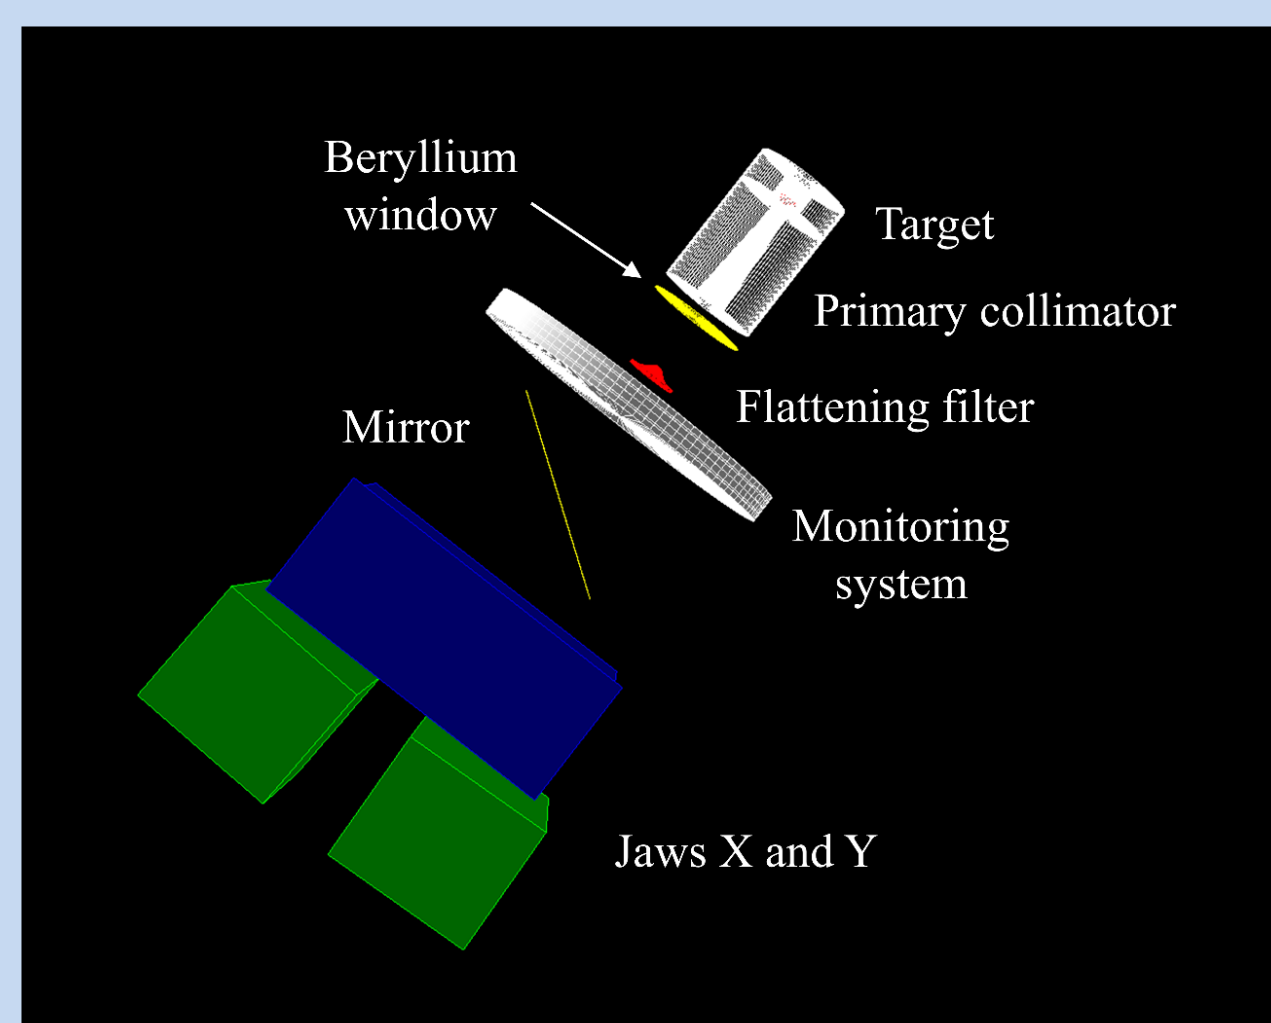 Beryllium
window
Target
Primary collimator
Flattening filter
Mirror
Monitoring
system
Jaws X and Y